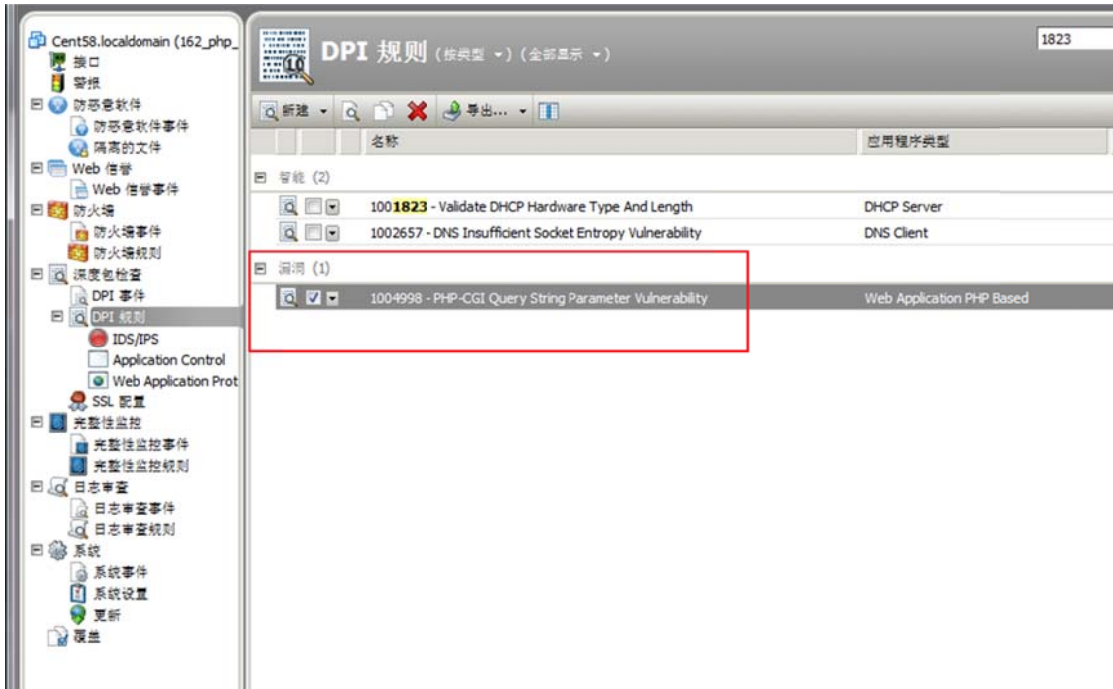 Cent58.localdomain (162_php_
接口
警报
防恶意软件
防恶意软件事件
隔离的文件
Web 信誉
Web 信誉事件
防火墙
防火墙事件
防火墙规则
深度包检查
DPI 事件
DPI 规则
IDS/IPS
Application Control
Web Application Prot
SSL 配置
完整性监控
完整性监控事件
完整性监控规则
日志审查
日志审查事件
日志审查规则
系统
系统事件
系统设置
更新
覆盖
DPI 规则 (按类型 ) (全部显示 )
1823
新建 导出...
名称 应用程序类型
智能 (2)
1001823 - Validate DHCP Hardware Type And Length DHCP Server
1002657 - DNS Insufficient Socket Entropy Vulnerability DNS Client
漏洞 (1)
1004998 - PHP-CGI Query String Parameter Vulnerability Web Application PHP Based